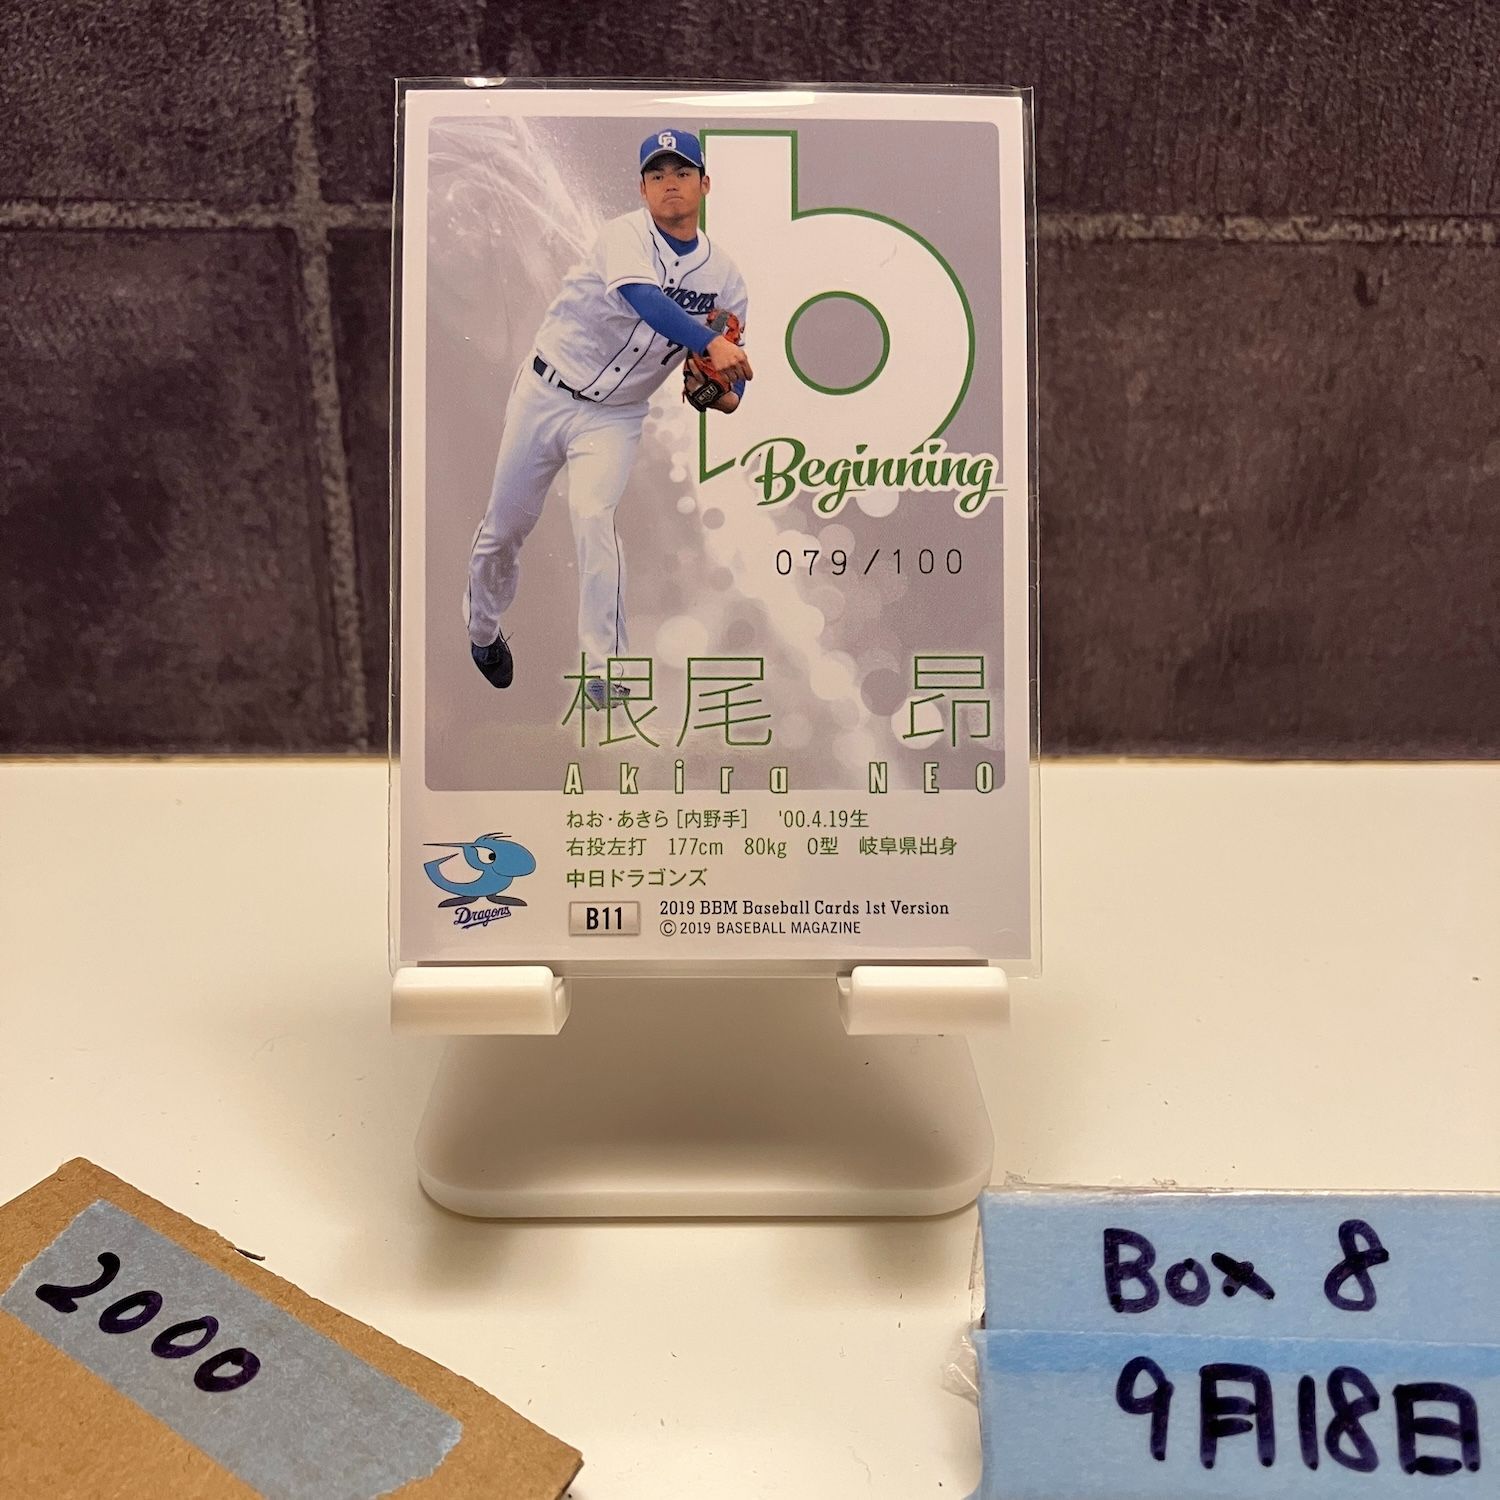 b
Beginning
079/100
根尾 昂
Akira NEO
ねお・あきら [内野手] '00.4.19生
右投左打 177cm 80kg O型 岐阜県出身
中日ドラゴンズ
Dragons
B11
2019 BBM Baseball Cards 1st Version
© 2019 BASEBALL MAGAZINE
2000
Box 8
9月18日